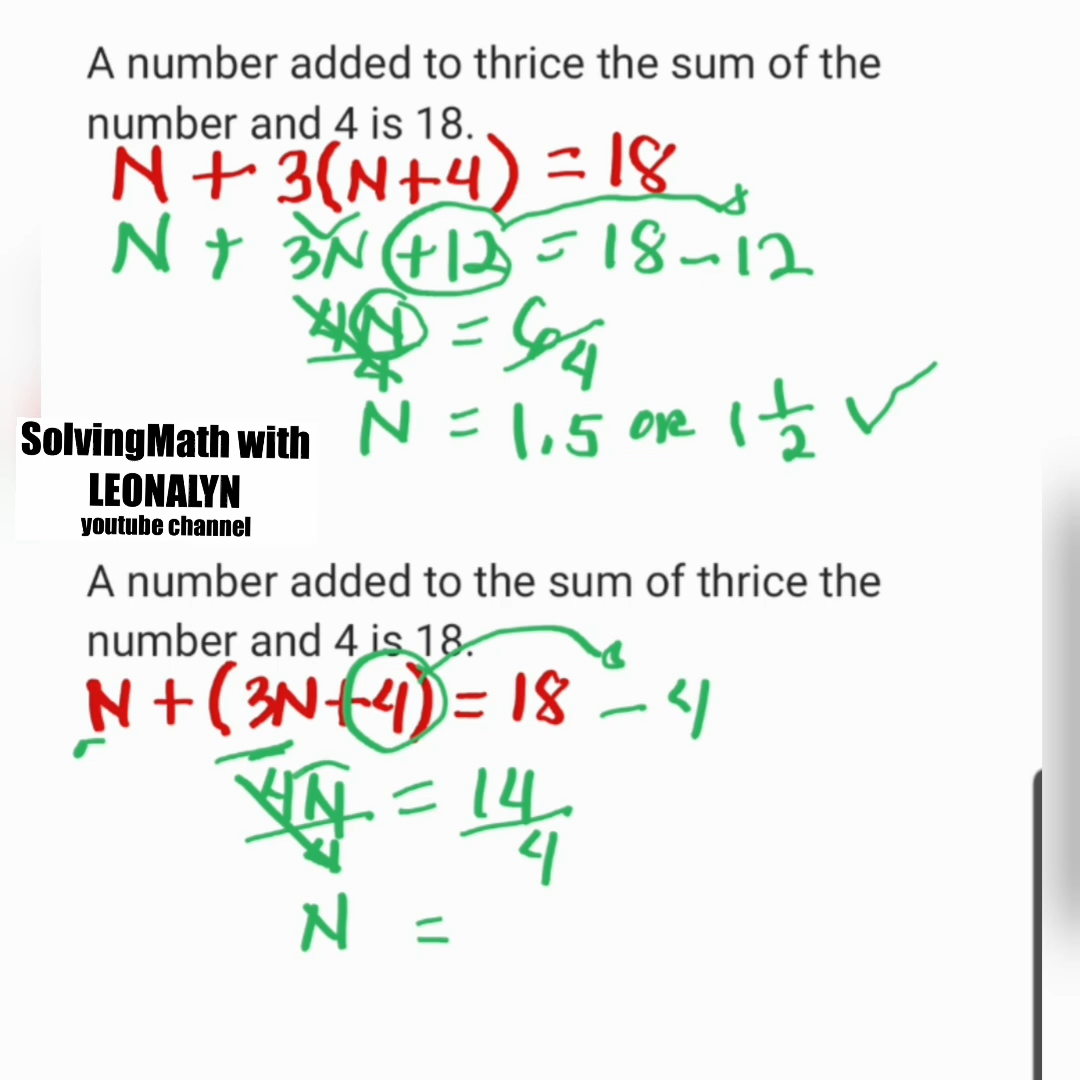 A number added to thrice the sum of the
number and 4 is 18.
N + 3(N+4) = 18
N + 3N +12 = 18 - 12
4N/4 = 6/4
N = 1.5 or 1 1/2 ✓
SolvingMath with
LEONALYN
youtube channel
A number added to the sum of thrice the
number and 4 is 18.
N + (3N+4) = 18 - 4
4N/4 = 14/4
N =